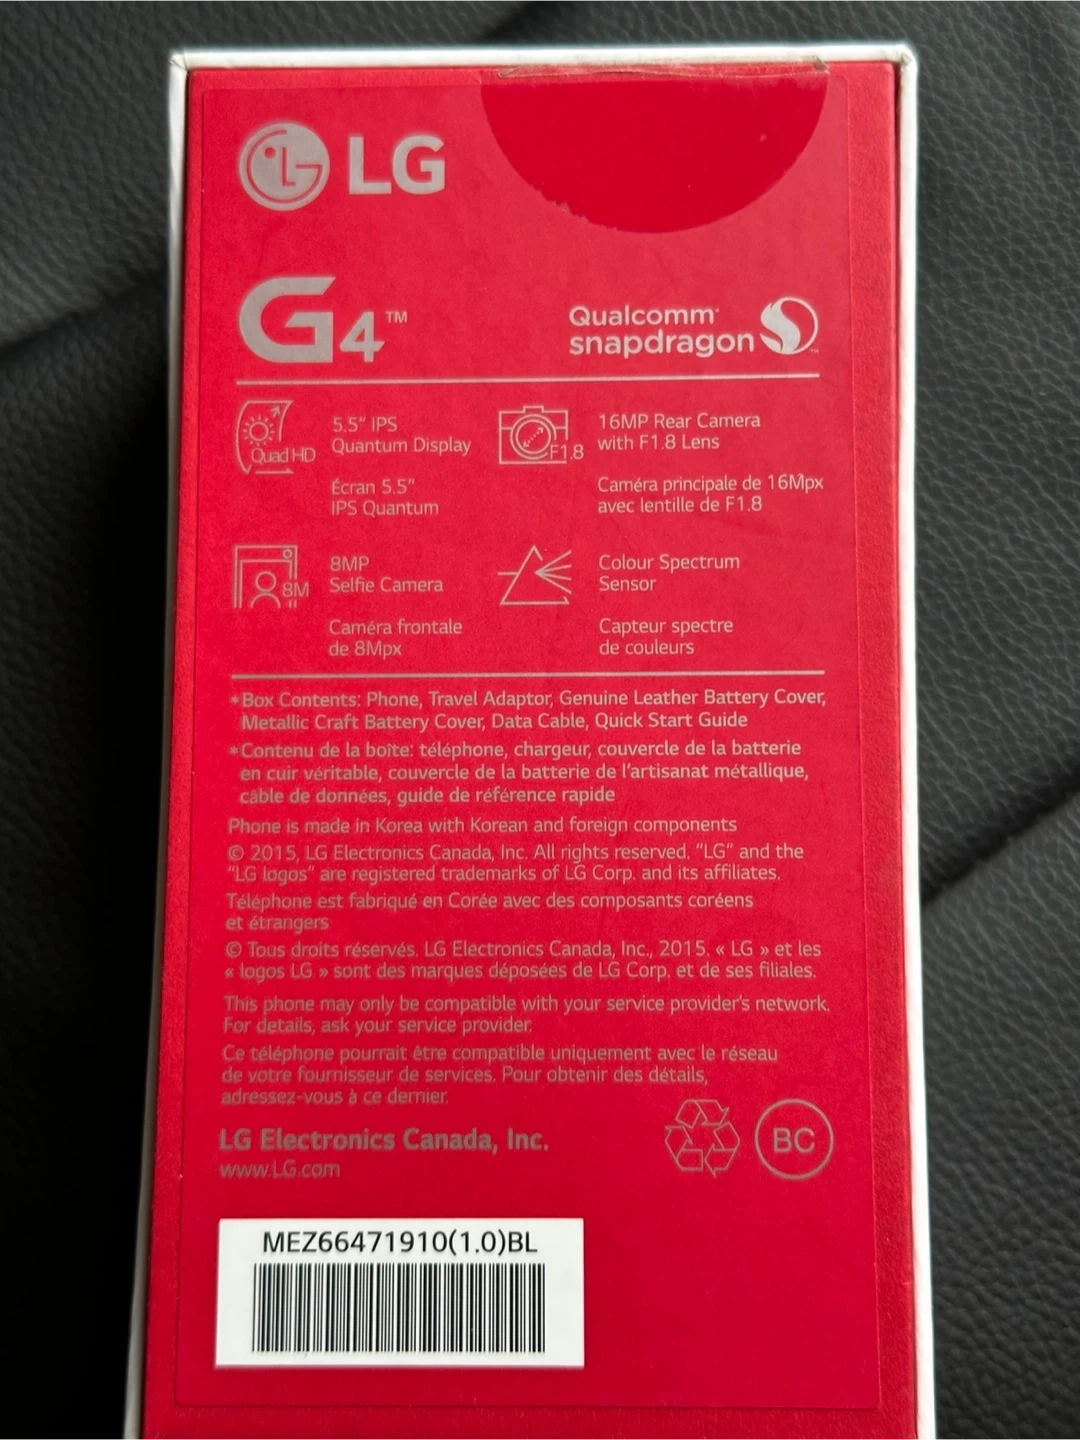 LG
G4™
Qualcomm
snapdragon
Quad HD
5.5" IPS
Quantum Display
Écran 5.5"
IPS Quantum
F1.8
16MP Rear Camera
with F1.8 Lens
Caméra principale de 16Mpx
avec lentille de F1.8
8M
8MP
Selfie Camera
Caméra frontale
de 8Mpx
Colour Spectrum
Sensor
Capteur spectre
de couleurs
*Box Contents: Phone, Travel Adaptor, Genuine Leather Battery Cover,
Metallic Craft Battery Cover, Data Cable, Quick Start Guide
*Contenu de la boîte: téléphone, chargeur, couvercle de la batterie
en cuir véritable, couvercle de la batterie de l'artisanat métallique,
câble de données, guide de référence rapide
Phone is made in Korea with Korean and foreign components
© 2015, LG Electronics Canada, Inc. All rights reserved. "LG" and the
"LG logos" are registered trademarks of LG Corp. and its affiliates.
Téléphone est fabriqué en Corée avec des composants coréens
et étrangers
© Tous droits réservés. LG Electronics Canada, Inc., 2015. « LG » et les
« logos LG » sont des marques déposées de LG Corp. et de ses filiales.
This phone may only be compatible with your service provider's network.
For details, ask your service provider.
Ce téléphone pourrait être compatible uniquement avec le réseau
de votre fournisseur de services. Pour obtenir des détails,
adressez-vous à ce dernier.
LG Electronics Canada, Inc.
www.LG.com
BC
MEZ66471910(1.0)BL